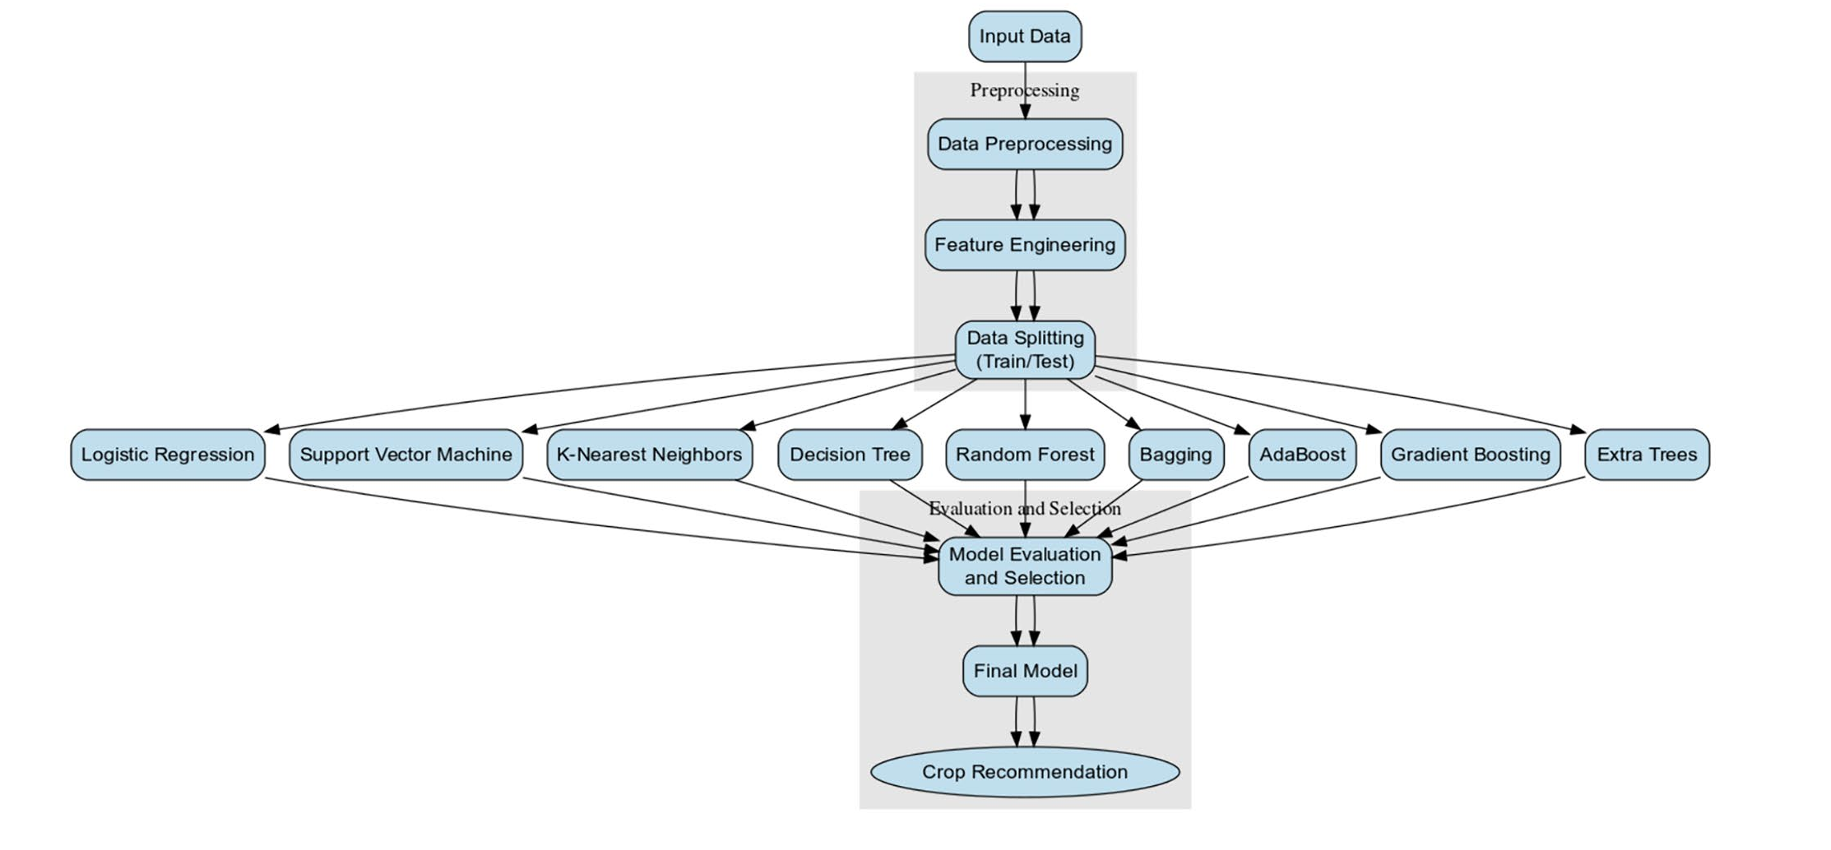 Input Data
Preprocessing
Data Preprocessing
Feature Engineering
Data Splitting
(Train/Test)
Logistic Regression
Support Vector Machine
K-Nearest Neighbors
Decision Tree
Random Forest
Bagging
AdaBoost
Gradient Boosting
Extra Trees
Evaluation and Selection
Model Evaluation
and Selection
Final Model
Crop Recommendation